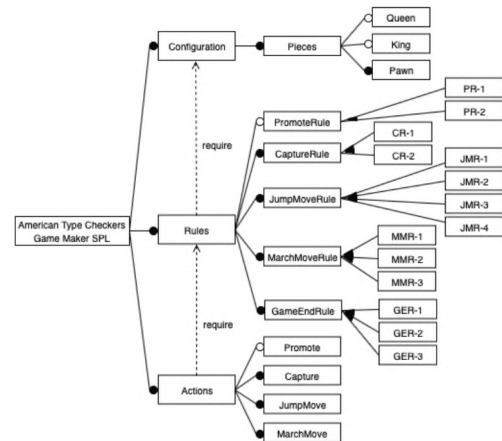 Queen
Configuration
Pieces
King
Pawn
PR-1
PromoteRule
PR-2
require
CR-1
CaptureRule
CR-2
JMR-1
JMR-2
JumpMoveRule
JMR-3
JMR-4
American Type Checkers
Game Maker SPL
Rules
MMR-1
MarchMoveRule
MMR-2
MMR-3
GameEndRule
GER-1
require
GER-2
GER-3
Promote
Capture
Actions
JumpMove
MarchMove